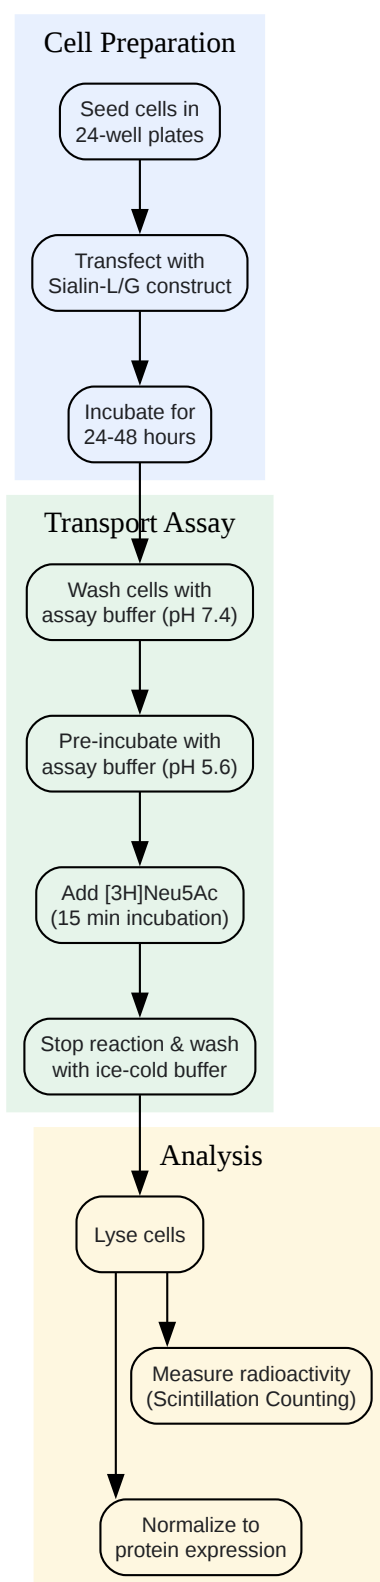 Cell Preparation
Seed cells in
24-well plates
Transfect with
Sialin-L/G construct
Incubate for
24-48 hours
Transport Assay
Wash cells with
assay buffer (pH 7.4)
Pre-incubate with
assay buffer (pH 5.6)
Add [3H]Neu5Ac
(15 min incubation)
Stop reaction & wash
with ice-cold buffer
Analysis
Lyse cells
Measure radioactivity
(Scintillation Counting)
Normalize to
protein expression